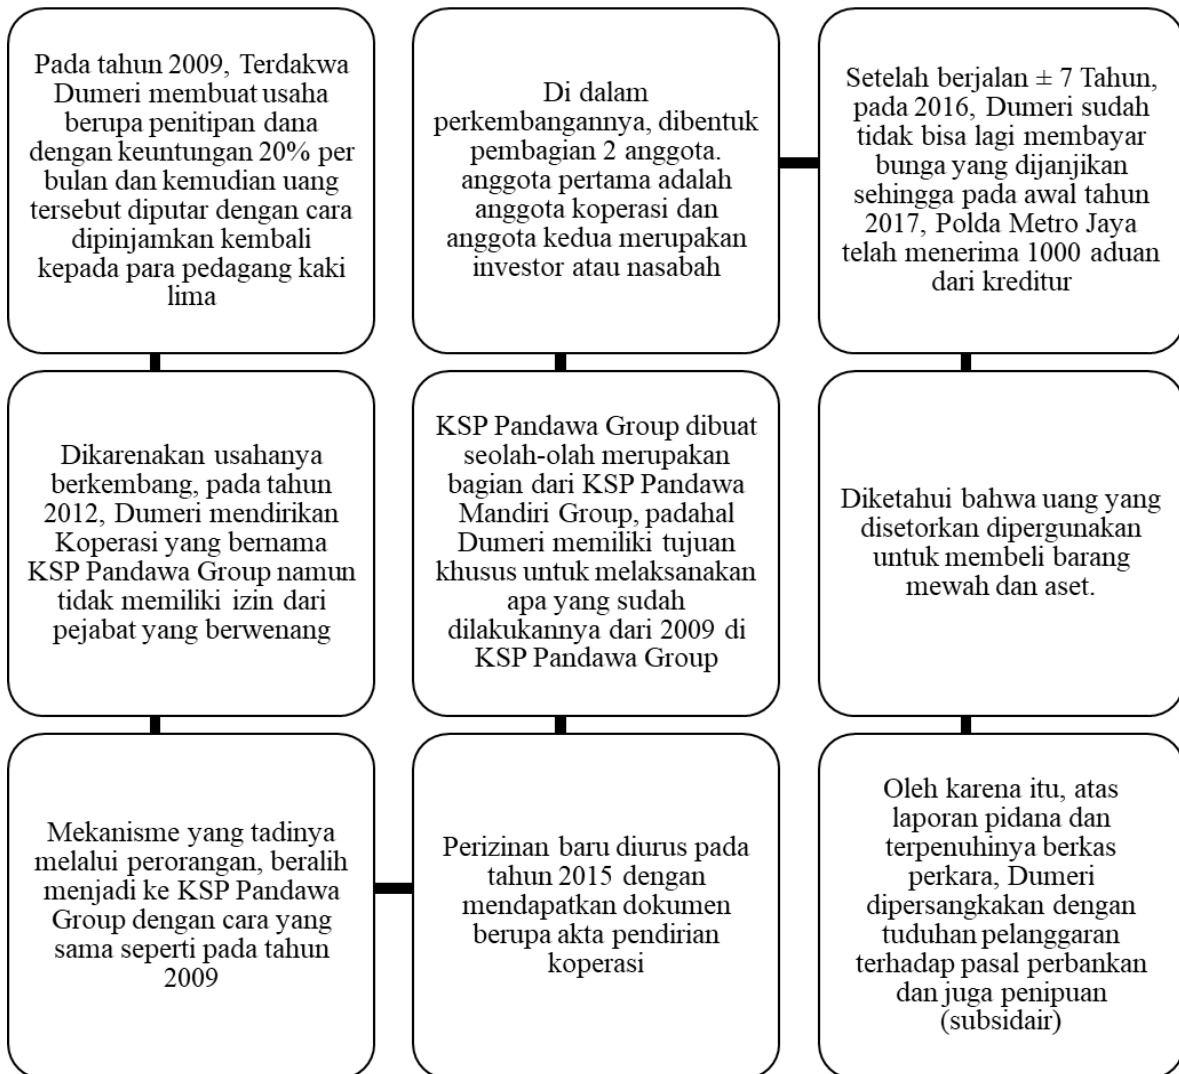 Pada tahun 2009, Terdakwa
Dumeri membuat usaha
berupa penitipan dana
dengan keuntungan 20% per
bulan dan kemudian uang
tersebut diputar dengan cara
dipinjamkan kembali
kepada para pedagang kaki
lima
Dikarenakan usahanya
berkembang, pada tahun
2012, Dumeri mendirikan
Koperasi yang bernama
KSP Pandawa Group namun
tidak memiliki izin dari
pejabat yang berwenang
Mekanisme yang tadinya
melalui perorangan, beralih
menjadi ke KSP Pandawa
Group dengan cara yang
sama seperti pada tahun
2009
Perizinan baru diurus pada
tahun 2015 dengan
mendapatkan dokumen
berupa akta pendirian
koperasi
KSP Pandawa Group dibuat
seolah-olah merupakan
bagian dari KSP Pandawa
Mandiri Group, padahal
Dumeri memiliki tujuan
khusus untuk melaksanakan
apa yang sudah
dilakukannya dari 2009 di
KSP Pandawa Group
Di dalam
perkembangannya, dibentuk
pembagian 2 anggota.
anggota pertama adalah
anggota koperasi dan
anggota kedua merupakan
investor atau nasabah
Setelah berjalan ± 7 Tahun,
pada 2016, Dumeri sudah
tidak bisa lagi membayar
bunga yang dijanjikan
sehingga pada awal tahun
2017, Polda Metro Jaya
telah menerima 1000 aduan
dari kreditur
Diketahui bahwa uang yang
disetorkan dipergunakan
untuk membeli barang
mewah dan aset.
Oleh karena itu, atas
laporan pidana dan
terpenuhinya berkas
perkara, Dumeri
dipersangkakan dengan
tuduhan pelanggaran
terhadap pasal perbankan
dan juga penipuan
(subsidair)